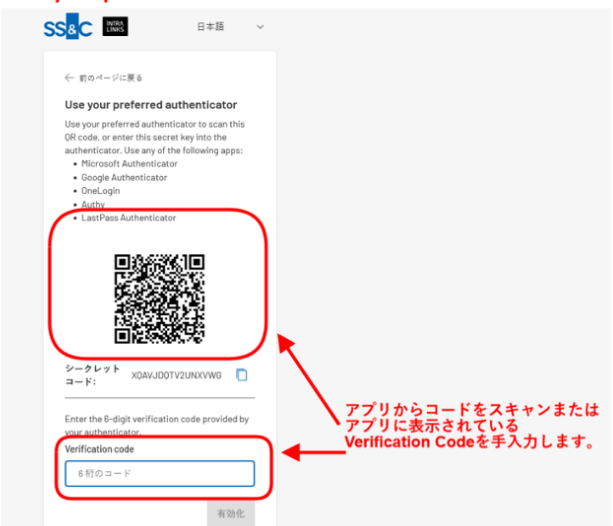 SS&C INTRA LINKS 日本語
← 前のページに戻る
Use your preferred authenticator
Use your preferred authenticator to scan this
QR code, or enter this secret key into the
authenticator. Use any of the following apps:
• Microsoft Authenticator
• Google Authenticator
• OneLogin
• Authy
• LastPass Authenticator
シークレット
コード: XQAVJDQTV2UNXVWG
Enter the 6-digit verification code provided by
your authenticator.
Verification code
6 桁のコード
有効化
アプリからコードをスキャンまたは
アプリに表示されている
Verification Codeを手入力します。